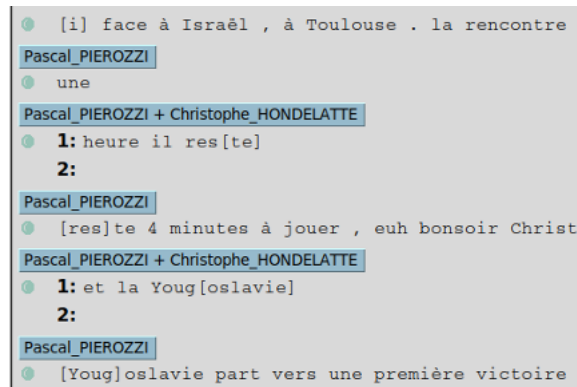 [i] face à Israêl , à Toulouse . la rencontre
Pascal_PIEROZZI
une
Pascal_PIEROZZI + Christophe_HONDELATTE
1: heure il res[te]
2:
Pascal_PIEROZZI
[res]te 4 minutes à jouer , euh bonsoir Christ
Pascal_PIEROZZI + Christophe_HONDELATTE
1: et la Youg[oslavie]
2:
Pascal_PIEROZZI
[Youg]oslavie part vers une première victoire